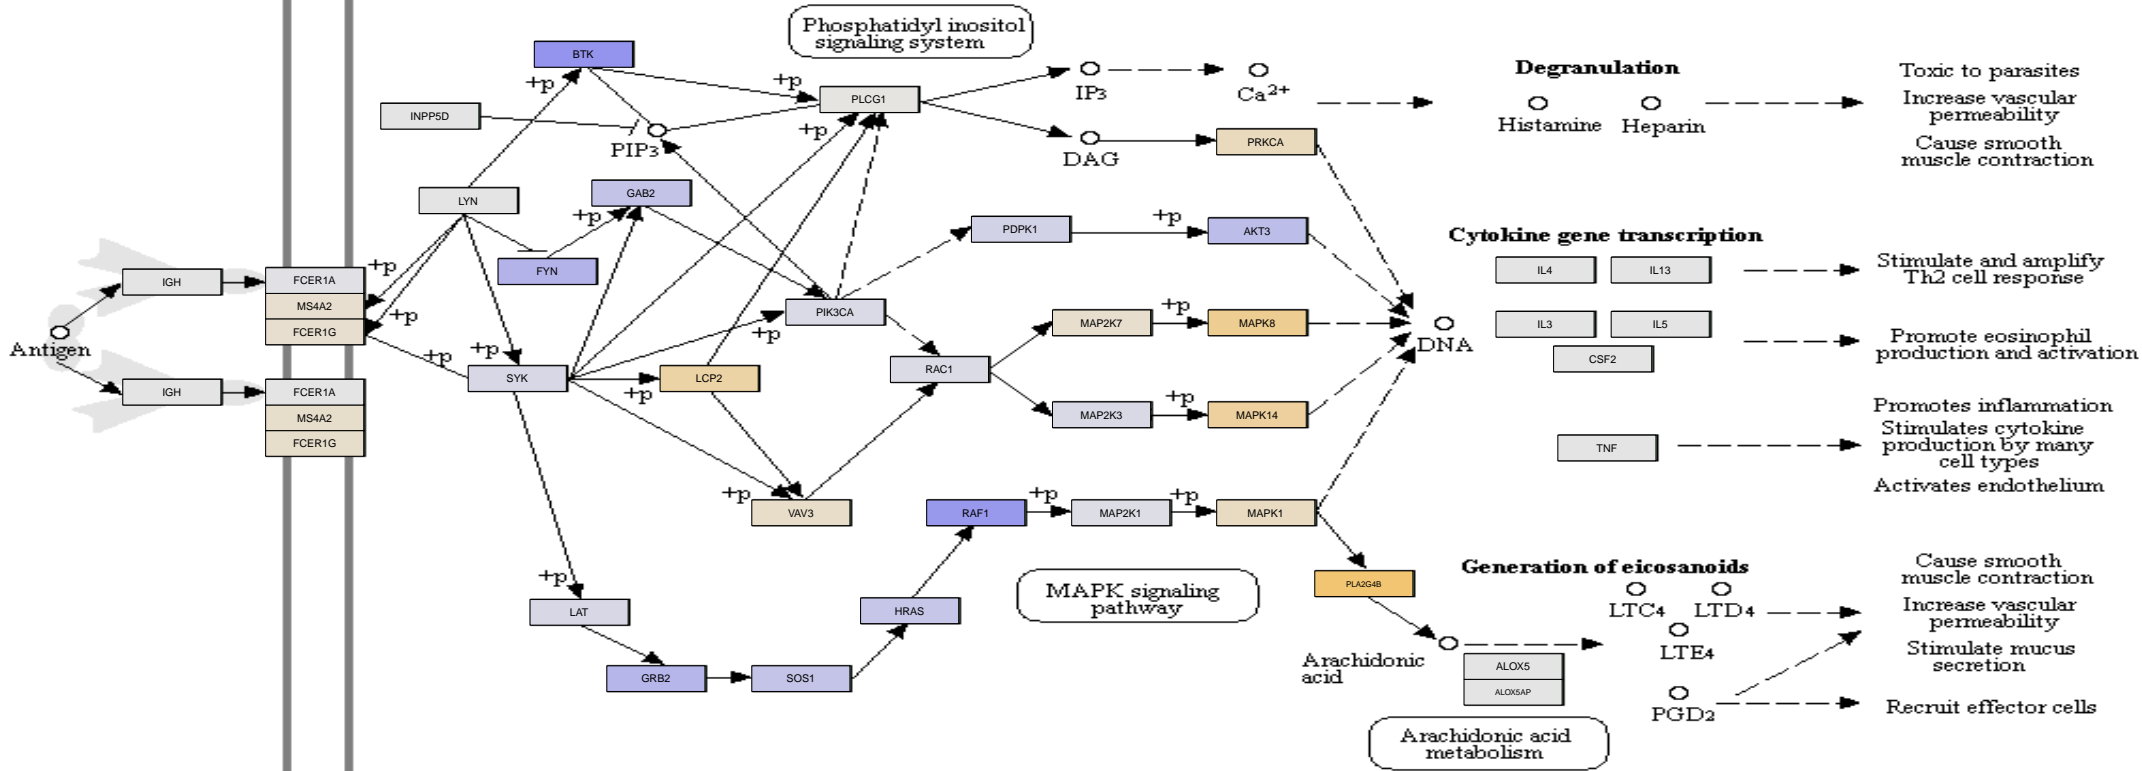 Phosphatidyl inositol
signaling system
BTK
+p
+p
PLCG1
IP3
Ca2+
Degranulation
Toxic to parasites
INPP5D
Histamine
Heparin
Increase vascular
permeability
PIP3
+p
DAG
PRKCA
Cause smooth
muscle contraction
LYN
GAB2
+p
PDPK1
+p
AKT3
Cytokine gene transcription
FYN
IGH
FCER1A
MS4A2
FCER1G
+p
+p
+p
IL4
IL13
Stimulate and amplify
Th2 cell response
Antigen
PIK3CA
+p
MAP2K7
+p
MAPK8
DNA
IL3
IL5
CSF2
Promote eosinophil
production and activation
IGH
FCER1A
MS4A2
FCER1G
+p
SYK
+p
LCP2
RAC1
MAP2K3
+p
MAPK14
TNF
Promotes inflammation
Stimulates cytokine
production by many
cell types
Activates endothelium
+p
VAV3
RAF1
+p
MAP2K1
+p
MAPK1
+p
LAT
HRAS
MAPK signaling
pathway
PLA2G4B
Generation of eicosanoids
LTC4
LTD4
LTE4
Cause smooth
muscle contraction
Increase vascular
permeability
Stimulate mucus
secretion
GRB2
SOS1
Arachidonic
acid
ALOX5
ALOX5AP
PGD2
Recruit effector cells
Arachidonic acid
metabolism